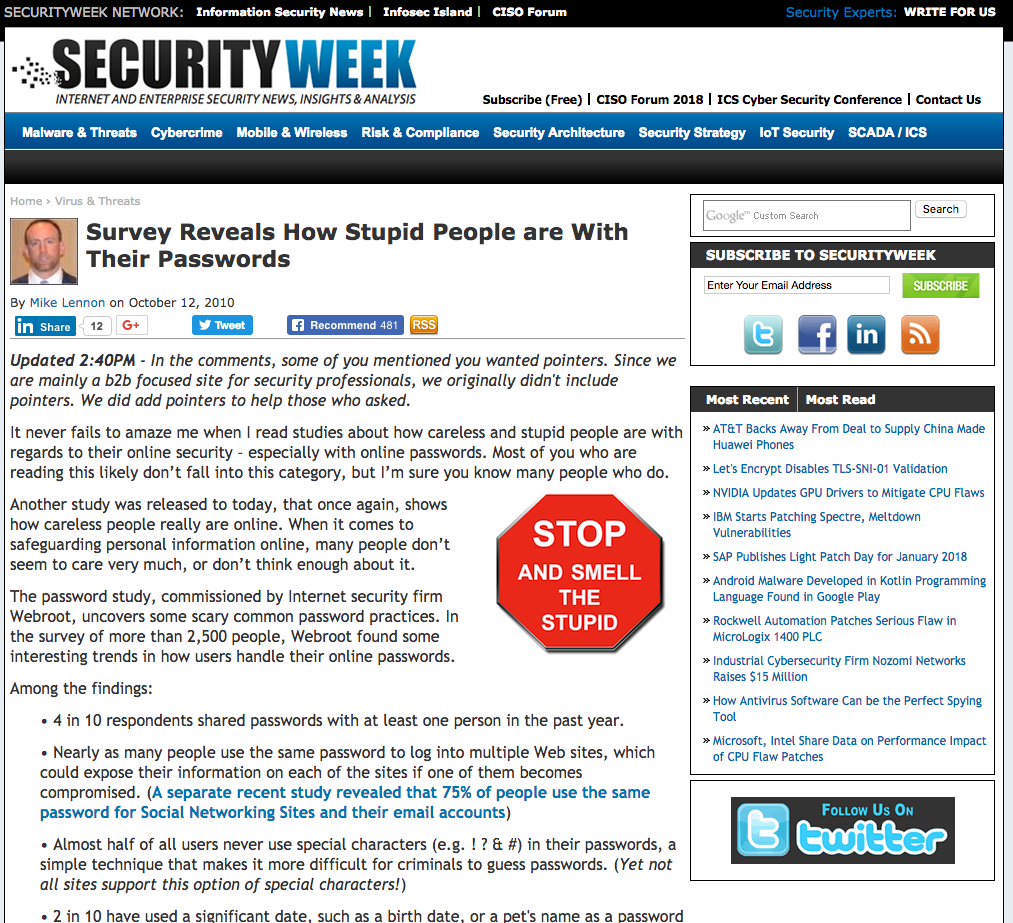 SECURITYWEEK NETWORK: Information Security News | Infosec Island | CISO Forum
Security Experts: WRITE FOR US
SECURITYWEEK
INTERNET AND ENTERPRISE SECURITY NEWS, INSIGHTS & ANALYSIS
Subscribe (Free) | CISO Forum 2018 | ICS Cyber Security Conference | Contact Us
Malware & Threats Cybercrime Mobile & Wireless Risk & Compliance Security Architecture Security Strategy IoT Security SCADA / ICS
Home › Virus & Threats
Survey Reveals How Stupid People are With
Their Passwords
By Mike Lennon on October 12, 2010
in Share 12 G+ Tweet Recommend 481 RSS
Updated 2:40PM - In the comments, some of you mentioned you wanted pointers. Since we
are mainly a b2b focused site for security professionals, we originally didn't include
pointers. We did add pointers to help those who asked.
It never fails to amaze me when I read studies about how careless and stupid people are with
regards to their online security – especially with online passwords. Most of you who are
reading this likely don’t fall into this category, but I’m sure you know many people who do.
Another study was released to today, that once again, shows
how careless people really are online. When it comes to
safeguarding personal information online, many people don’t
seem to care very much, or don’t think enough about it.
STOP
AND SMELL
THE
STUPID
The password study, commissioned by Internet security firm
Webroot, uncovers some scary common password practices. In
the survey of more than 2,500 people, Webroot found some
interesting trends in how users handle their online passwords.
Among the findings:
• 4 in 10 respondents shared passwords with at least one person in the past year.
• Nearly as many people use the same password to log into multiple Web sites, which
could expose their information on each of the sites if one of them becomes
compromised. (A separate recent study revealed that 75% of people use the same
password for Social Networking Sites and their email accounts)
• Almost half of all users never use special characters (e.g. ! ? & #) in their passwords, a
simple technique that makes it more difficult for criminals to guess passwords. (Yet not
all sites support this option of special characters!)
• 2 in 10 have used a significant date, such as a birth date, or a pet's name as a password
Google™ Custom Search
Search
SUBSCRIBE TO SECURITYWEEK
Enter Your Email Address
SUBSCRIBE
Most Recent Most Read
» AT&T Backs Away From Deal to Supply China Made
Huawei Phones
» Let's Encrypt Disables TLS-SNI-01 Validation
» NVIDIA Updates GPU Drivers to Mitigate CPU Flaws
» IBM Starts Patching Spectre, Meltdown
Vulnerabilities
» SAP Publishes Light Patch Day for January 2018
» Android Malware Developed in Kotlin Programming
Language Found in Google Play
» Rockwell Automation Patches Serious Flaw in
MicroLogix 1400 PLC
» Industrial Cybersecurity Firm Nozomi Networks
Raises $15 Million
» How Antivirus Software Can be the Perfect Spying
Tool
» Microsoft, Intel Share Data on Performance Impact
of CPU Flaw Patches
FOLLOW US ON
twitter